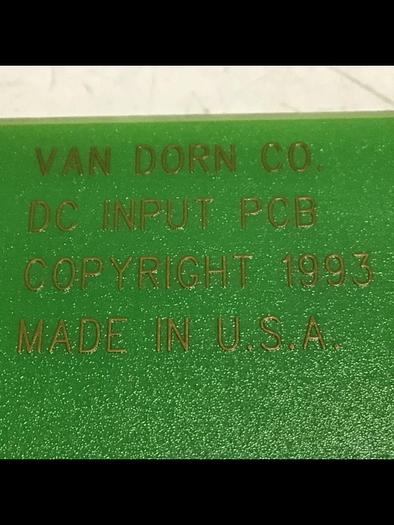 VAN DORN CO.
DC INPUT PCB
COPYRIGHT 1993
MADE IN U.S.A.